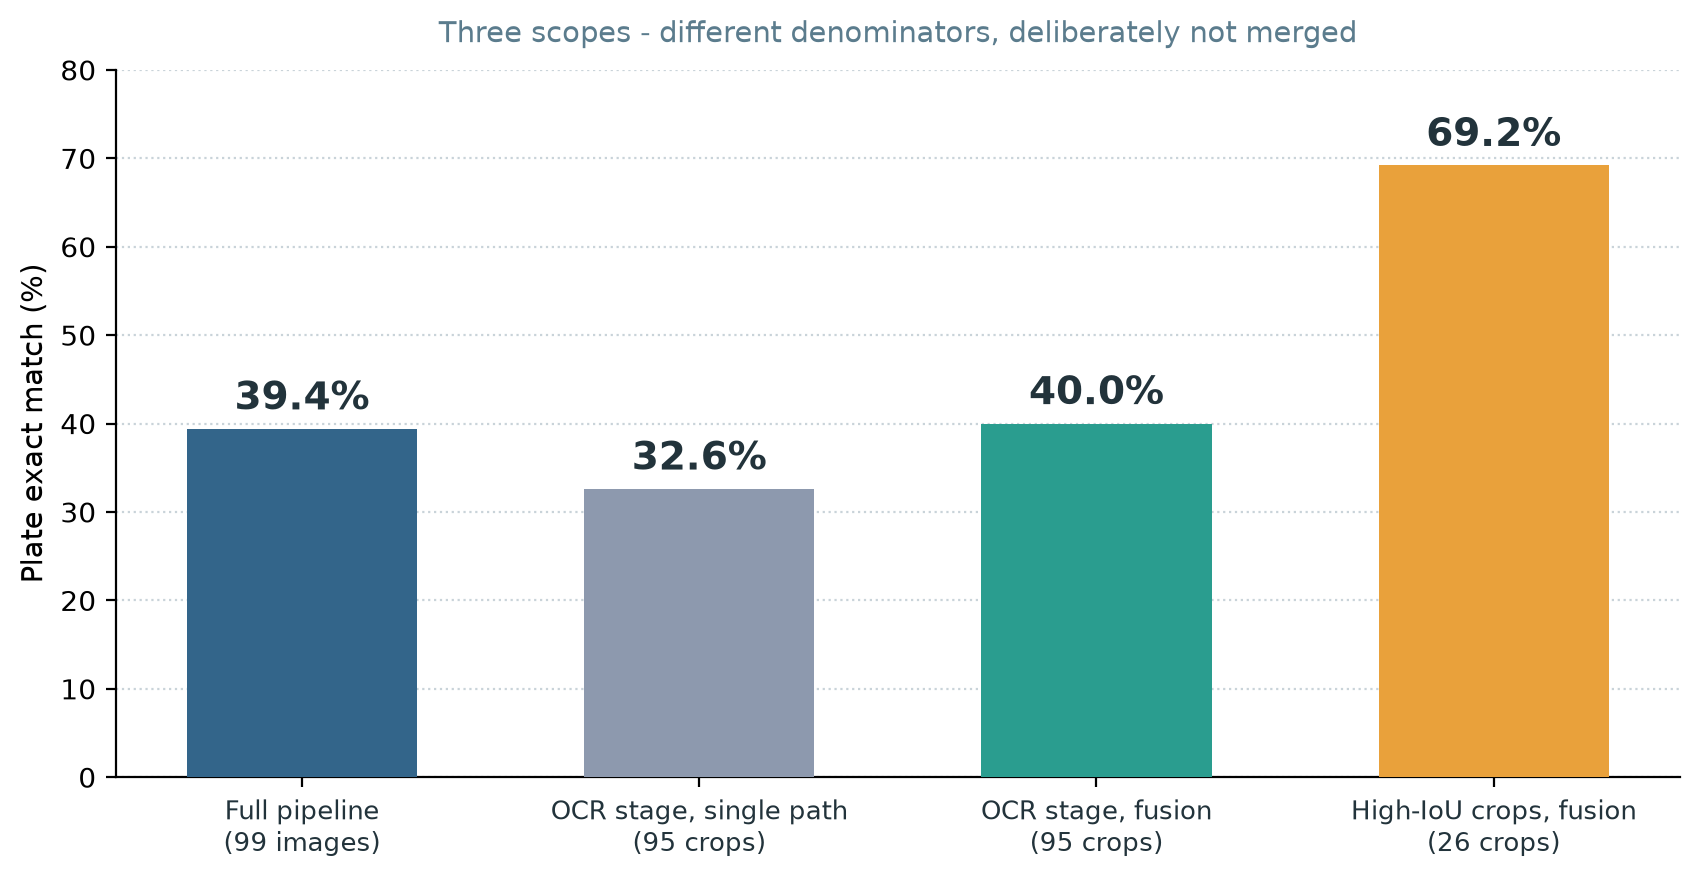 Three scopes - different denominators, deliberately not merged
Plate exact match (%)
80
70
60
50
40
30
20
10
0
39.4%
32.6%
40.0%
69.2%
Full pipeline
(99 images)
OCR stage, single path
(95 crops)
OCR stage, fusion
(95 crops)
High-IoU crops, fusion
(26 crops)